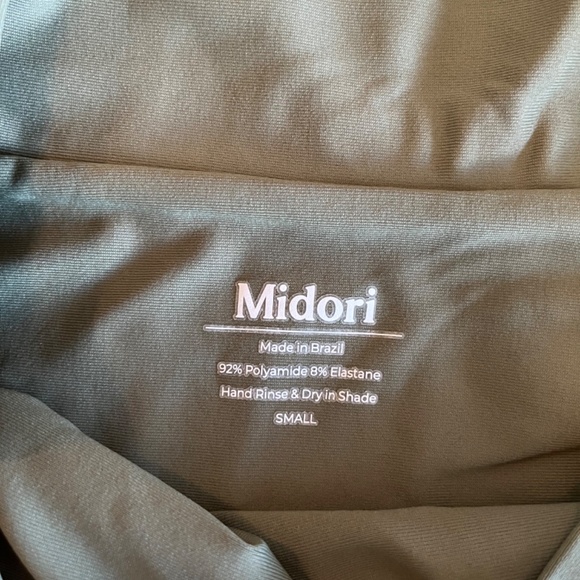 Midori
Made in Brazil
92% Polyamide 8% Elastane
Hand Rinse & Dry in Shade
SMALL